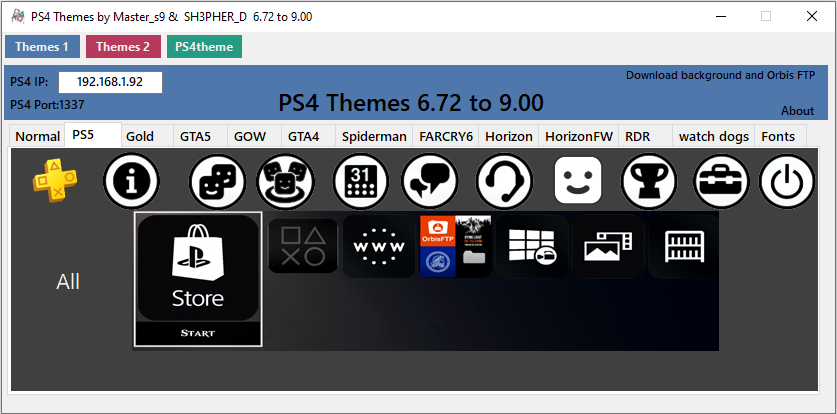 PS4 Themes by Master_s9 & SH3PHER_D 6.72 to 9.00
Themes 1 Themes 2 PS4theme
PS4 IP: 192.168.1.92
Download background and Orbis FTP
PS4 Port:1337
PS4 Themes 6.72 to 9.00
About
Normal PS5 Gold GTA5 GOW GTA4 Spiderman FARCRY6 Horizon HorizonFW RDR watch dogs Fonts
31
www
OrbisFTP
All
Store
START